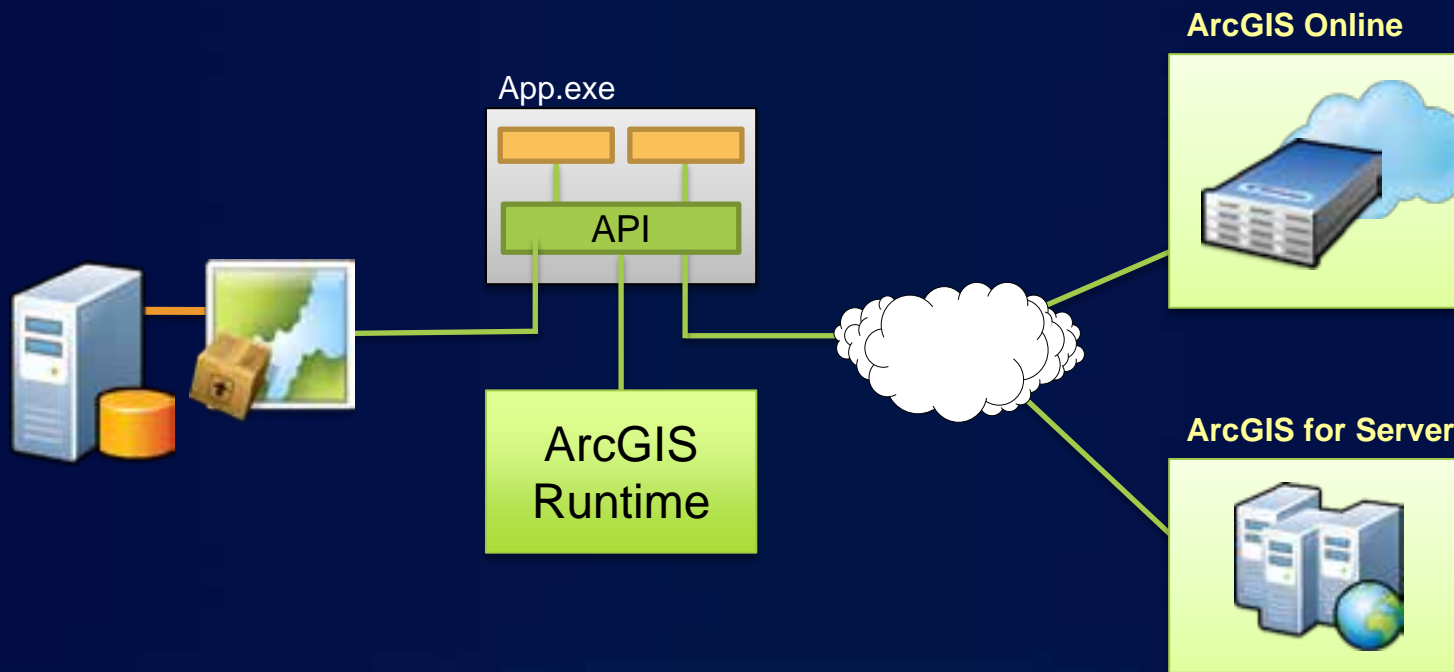 ArcGIS Online
App.exe
API
ArcGIS
Runtime
ArcGIS for Server